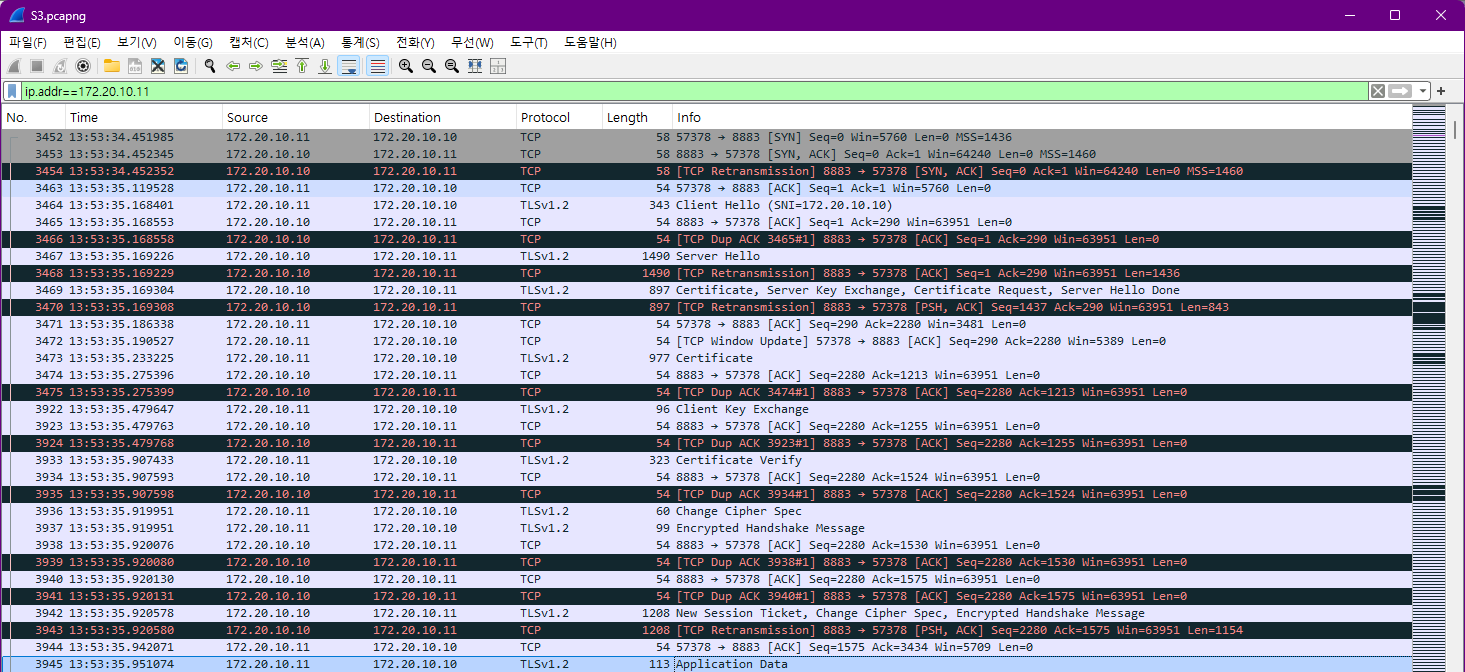 S3.pcapng
파일(F) 편집(E) 보기(V) 이동(G) 캡처(C) 분석(A) 통계(S) 전화(Y) 무선(W) 도구(T) 도움말(H)
ip.addr==172.20.10.11
No. Time Source Destination Protocol Length Info
3452 13:53:34.451985 172.20.10.11 172.20.10.10 TCP 58 57378 → 8883 [SYN] Seq=0 Win=5760 Len=0 MSS=1436
3453 13:53:34.452345 172.20.10.10 172.20.10.11 TCP 58 8883 → 57378 [SYN, ACK] Seq=0 Ack=1 Win=64240 Len=0 MSS=1460
3454 13:53:34.452352 172.20.10.10 172.20.10.11 TCP 58 [TCP Retransmission] 8883 → 57378 [SYN, ACK] Seq=0 Ack=1 Win=64240 Len=0 MSS=1460
3463 13:53:35.119528 172.20.10.11 172.20.10.10 TCP 54 57378 → 8883 [ACK] Seq=1 Ack=1 Win=5760 Len=0
3464 13:53:35.168401 172.20.10.11 172.20.10.10 TLSv1.2 343 Client Hello (SNI=172.20.10.10)
3465 13:53:35.168553 172.20.10.10 172.20.10.11 TCP 54 8883 → 57378 [ACK] Seq=1 Ack=290 Win=63951 Len=0
3466 13:53:35.168558 172.20.10.10 172.20.10.11 TCP 54 [TCP Dup ACK 3465#1] 8883 → 57378 [ACK] Seq=1 Ack=290 Win=63951 Len=0
3467 13:53:35.169226 172.20.10.10 172.20.10.11 TLSv1.2 1490 Server Hello
3468 13:53:35.169229 172.20.10.10 172.20.10.11 TCP 1490 [TCP Retransmission] 8883 → 57378 [ACK] Seq=1 Ack=290 Win=63951 Len=1436
3469 13:53:35.169304 172.20.10.10 172.20.10.11 TLSv1.2 897 Certificate, Server Key Exchange, Certificate Request, Server Hello Done
3470 13:53:35.169308 172.20.10.10 172.20.10.11 TCP 897 [TCP Retransmission] 8883 → 57378 [PSH, ACK] Seq=1437 Ack=290 Win=63951 Len=843
3471 13:53:35.186338 172.20.10.11 172.20.10.10 TCP 54 57378 → 8883 [ACK] Seq=290 Ack=2280 Win=3481 Len=0
3472 13:53:35.190527 172.20.10.11 172.20.10.10 TCP 54 [TCP Window Update] 57378 → 8883 [ACK] Seq=290 Ack=2280 Win=5389 Len=0
3473 13:53:35.233225 172.20.10.11 172.20.10.10 TLSv1.2 977 Certificate
3474 13:53:35.275396 172.20.10.10 172.20.10.11 TCP 54 8883 → 57378 [ACK] Seq=2280 Ack=1213 Win=63951 Len=0
3475 13:53:35.275399 172.20.10.10 172.20.10.11 TCP 54 [TCP Dup ACK 3474#1] 8883 → 57378 [ACK] Seq=2280 Ack=1213 Win=63951 Len=0
3922 13:53:35.479647 172.20.10.11 172.20.10.10 TLSv1.2 96 Client Key Exchange
3923 13:53:35.479763 172.20.10.10 172.20.10.11 TCP 54 8883 → 57378 [ACK] Seq=2280 Ack=1255 Win=63951 Len=0
3924 13:53:35.479768 172.20.10.10 172.20.10.11 TCP 54 [TCP Dup ACK 3923#1] 8883 → 57378 [ACK] Seq=2280 Ack=1255 Win=63951 Len=0
3933 13:53:35.907433 172.20.10.11 172.20.10.10 TLSv1.2 323 Certificate Verify
3934 13:53:35.907593 172.20.10.10 172.20.10.11 TCP 54 8883 → 57378 [ACK] Seq=2280 Ack=1524 Win=63951 Len=0
3935 13:53:35.907598 172.20.10.10 172.20.10.11 TCP 54 [TCP Dup ACK 3934#1] 8883 → 57378 [ACK] Seq=2280 Ack=1524 Win=63951 Len=0
3936 13:53:35.919951 172.20.10.11 172.20.10.10 TLSv1.2 60 Change Cipher Spec
3937 13:53:35.919951 172.20.10.11 172.20.10.10 TLSv1.2 99 Encrypted Handshake Message
3938 13:53:35.920076 172.20.10.10 172.20.10.11 TCP 54 8883 → 57378 [ACK] Seq=2280 Ack=1530 Win=63951 Len=0
3939 13:53:35.920080 172.20.10.10 172.20.10.11 TCP 54 [TCP Dup ACK 3938#1] 8883 → 57378 [ACK] Seq=2280 Ack=1530 Win=63951 Len=0
3940 13:53:35.920130 172.20.10.10 172.20.10.11 TCP 54 8883 → 57378 [ACK] Seq=2280 Ack=1575 Win=63951 Len=0
3941 13:53:35.920131 172.20.10.10 172.20.10.11 TCP 54 [TCP Dup ACK 3940#1] 8883 → 57378 [ACK] Seq=2280 Ack=1575 Win=63951 Len=0
3942 13:53:35.920578 172.20.10.10 172.20.10.11 TLSv1.2 1208 New Session Ticket, Change Cipher Spec, Encrypted Handshake Message
3943 13:53:35.920580 172.20.10.10 172.20.10.11 TCP 1208 [TCP Retransmission] 8883 → 57378 [PSH, ACK] Seq=2280 Ack=1575 Win=63951 Len=1154
3944 13:53:35.942071 172.20.10.11 172.20.10.10 TCP 54 57378 → 8883 [ACK] Seq=1575 Ack=3434 Win=5709 Len=0
3945 13:53:35.951074 172.20.10.11 172.20.10.10 TLSv1.2 113 Application Data